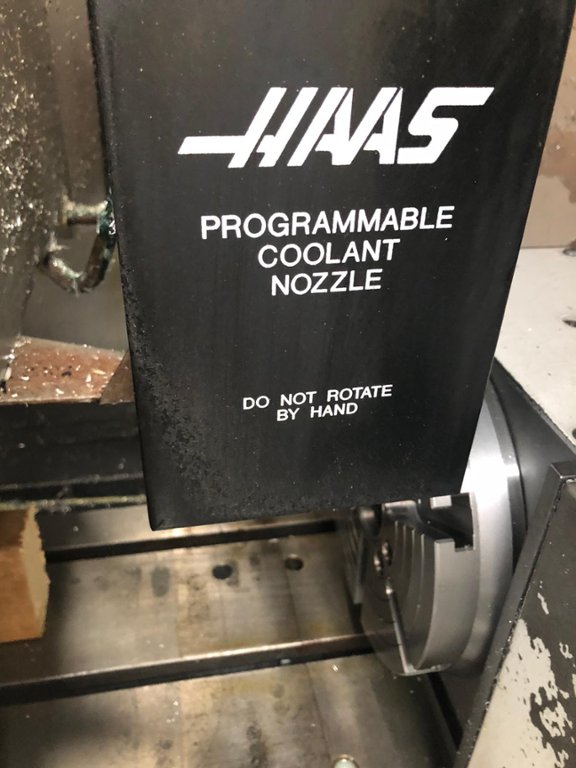 HAAS
PROGRAMMABLE
COOLANT
NOZZLE
DO NOT ROTATE
BY HAND